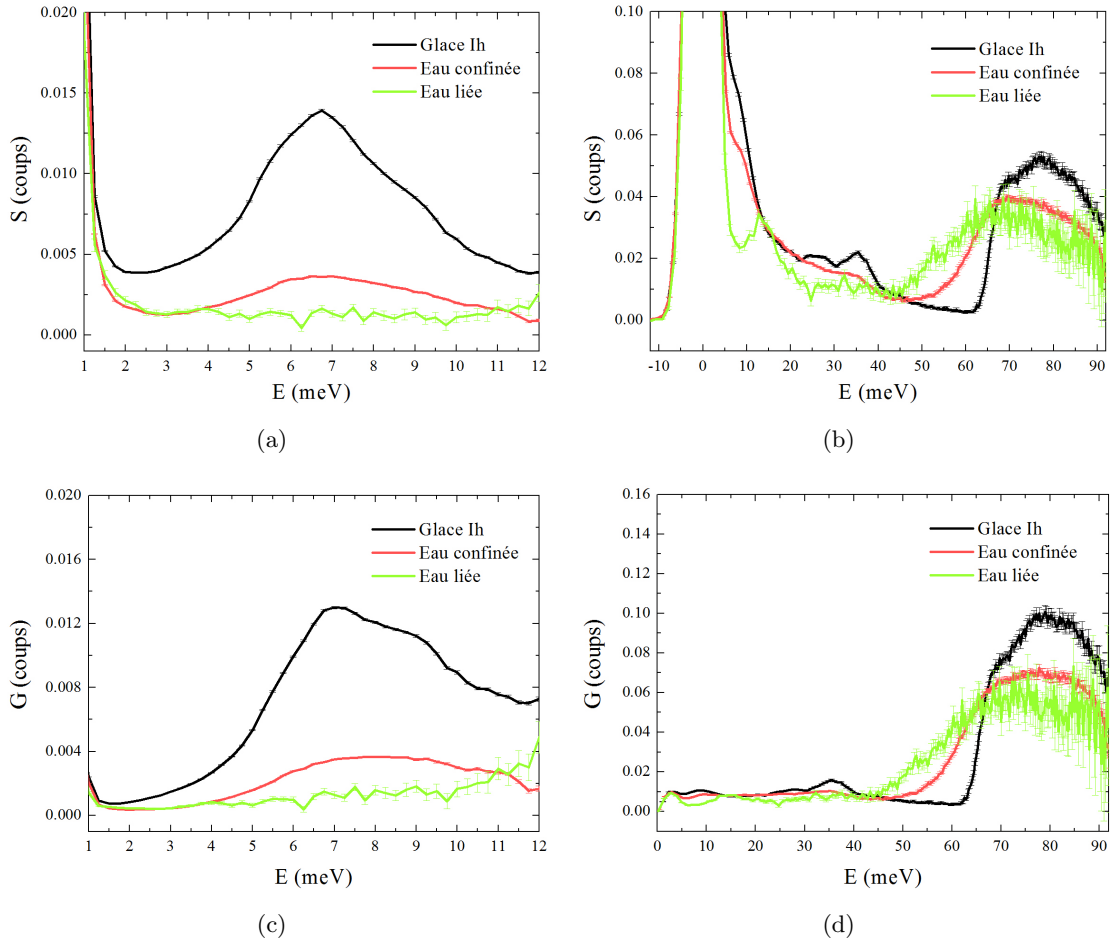 0.020
0.015
0.010
0.005
0.000
S (coups)
Glace Ih
Eau confinée
Eau liée
1 2 3 4 5 6 7 8 9 10 11 12
E (meV)
(a)
0.10
0.08
0.06
0.04
0.02
0.00
S (coups)
Glace Ih
Eau confinée
Eau liée
-10 0 10 20 30 40 50 60 70 80 90
E (meV)
(b)
0.020
0.016
0.012
0.008
0.004
0.000
G (coups)
Glace Ih
Eau confinée
Eau liée
1 2 3 4 5 6 7 8 9 10 11 12
E (meV)
(c)
0.16
0.14
0.12
0.10
0.08
0.06
0.04
0.02
0.00
G (coups)
Glace Ih
Eau confinée
Eau liée
0 10 20 30 40 50 60 70 80 90
E (meV)
(d)